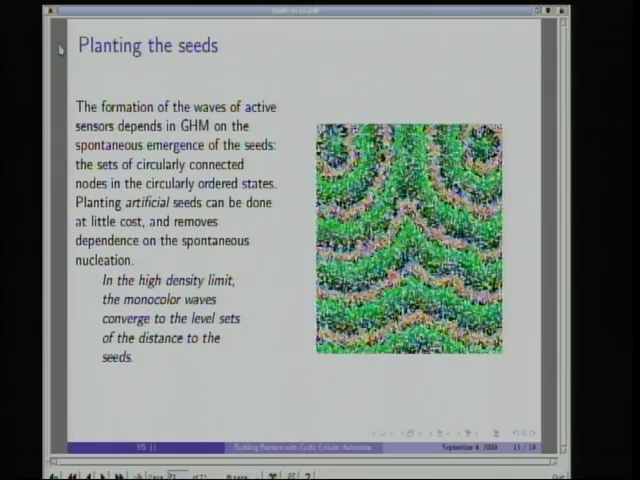 Planting the seeds
The formation of the waves of active
sensors depends in GHM on the
spontaneous emergence of the seeds:
the sets of circularly connected
nodes in the circularly ordered states.
Planting artificial seeds can be done
at little cost, and removes
dependence on the spontaneous
nucleation.
In the high density limit,
the monocolor waves
converge to the level sets
of the distance to the
seeds.
YB ()
Building Barriers with Cyclic Cellular Automata
September 4, 2009
13 / 19